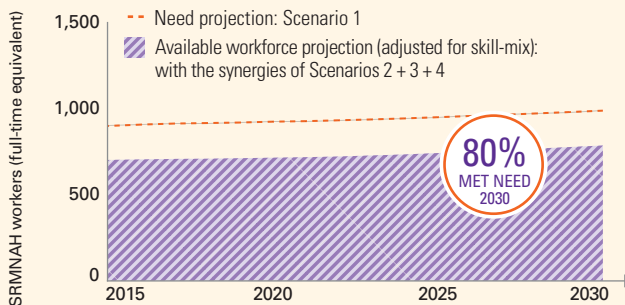 SRMNAH workers (full-time equivalent)
1,500
1,000
500
0
Need projection: Scenario 1
Available workforce projection (adjusted for skill-mix):
with the synergies of Scenarios 2 + 3 + 4
80%
MET NEED
2030
2015
2020
2025
2030